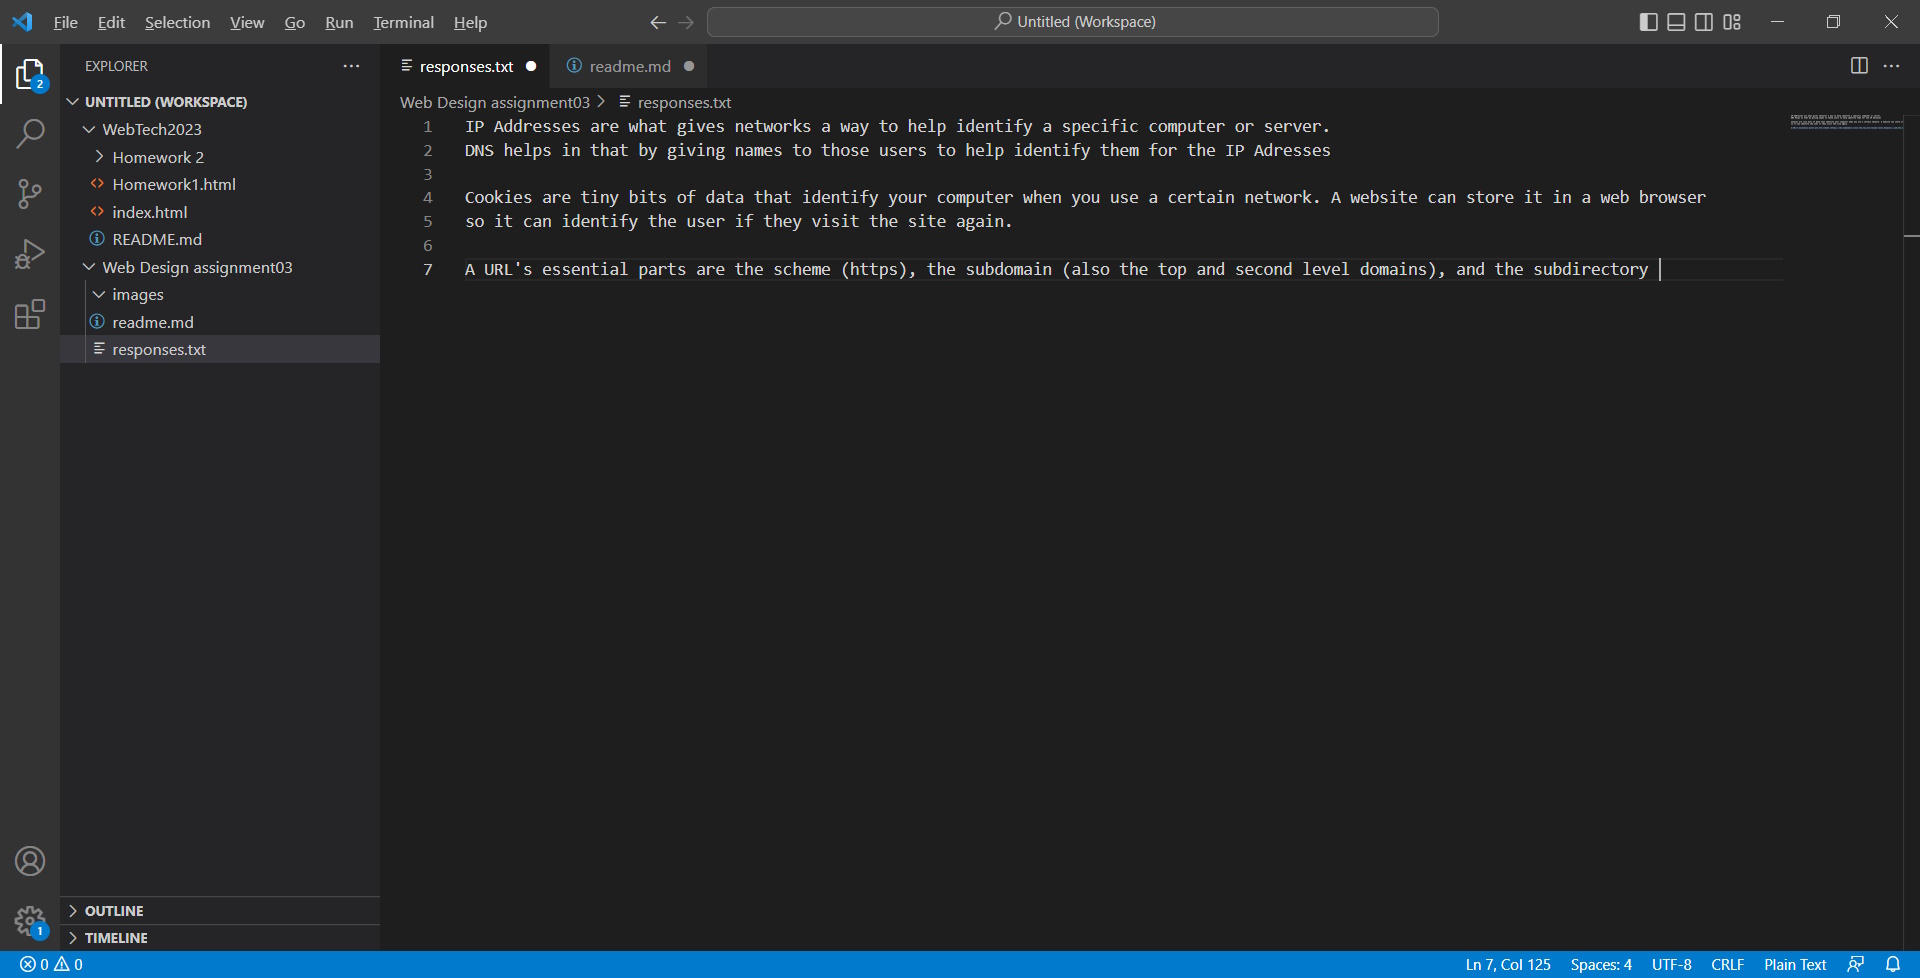 File Edit Selection View Go Run Terminal Help
Untitled (Workspace)
EXPLORER
UNTITLED (WORKSPACE)
WebTech2023
Homework 2
Homework1.html
index.html
README.md
Web Design assignment03
images
readme.md
responses.txt
OUTLINE
TIMELINE
2
1
responses.txt readme.md
Web Design assignment03 responses.txt
1 IP Addresses are what gives networks a way to help identify a specific computer or server.
2 DNS helps in that by giving names to those users to help identify them for the IP Adresses
3
4 Cookies are tiny bits of data that identify your computer when you use a certain network. A website can store it in a web browser
5 so it can identify the user if they visit the site again.
6
7 A URL's essential parts are the scheme (https), the subdomain (also the top and second level domains), and the subdirectory
0 0 Ln 7, Col 125 Spaces: 4 UTF-8 CRLF Plain Text